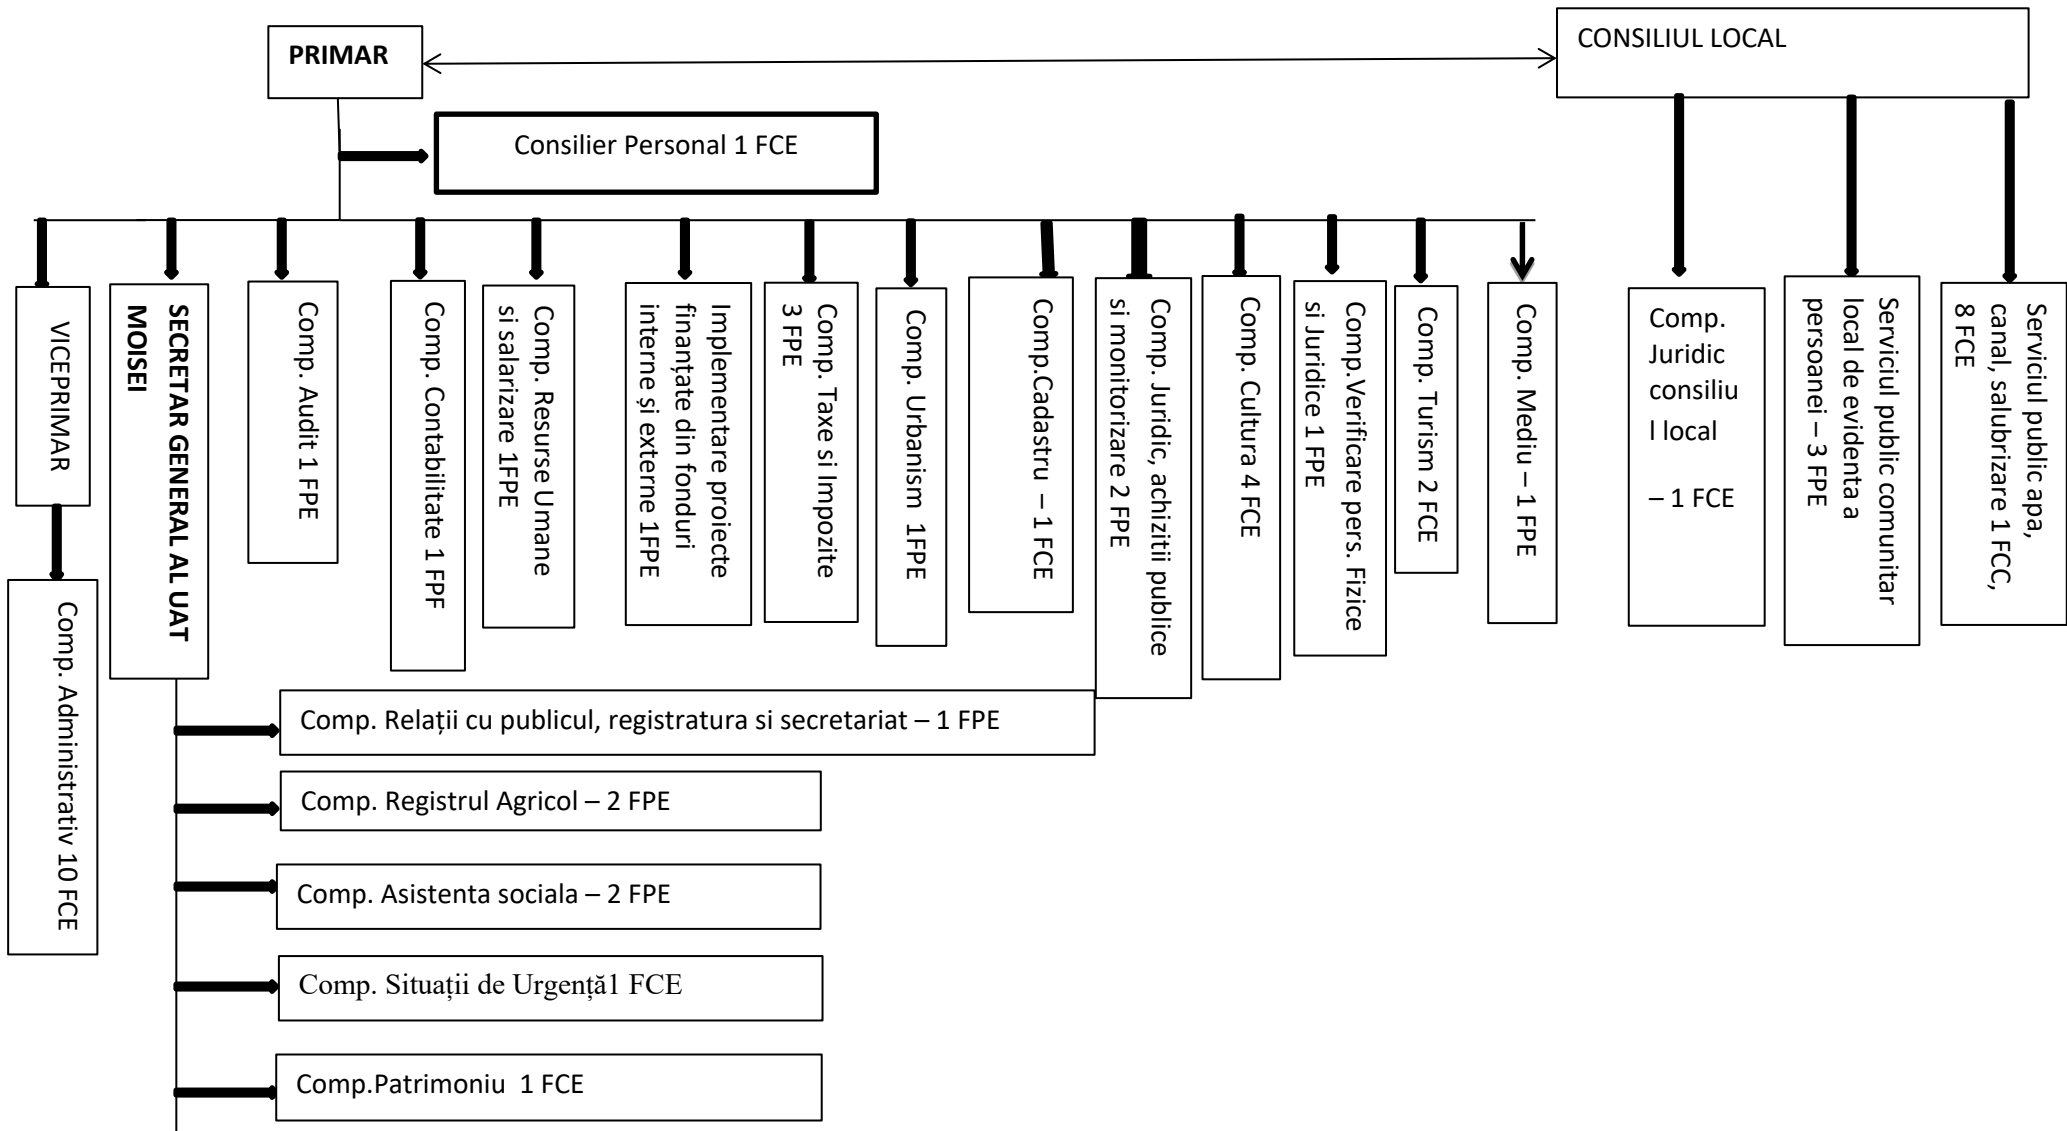 PRIMAR
CONSILIUL LOCAL
Consilier Personal 1 FCE
VICEPRIMAR
SECRETAR GENERAL AL UAT
MOISEI
Comp. Audit 1 FPE
Comp. Contabilitate 1 FPF
Comp. Resurse Umane
si salarizare 1FPE
Implementare proiecte
finanțate din fonduri
interne și externe 1FPE
Comp. Taxe si Impozite
3 FPE
Comp. Urbanism 1FPE
Comp.Cadastru – 1 FCE
Comp. Juridic, achizitii publice
si monitorizare 2 FPE
Comp. Cultura 4 FCE
Comp.Verificare pers. Fizice
si Juridice 1 FPE
Comp. Turism 2 FCE
Comp. Mediu – 1 FPE
Comp.
Juridic
consiliu
l local
– 1 FCE
Serviciul public comunitar
local de evidenta a
persoanei – 3 FPE
Serviciul public apa,
canal, salubrizare 1 FCC,
8 FCE
Comp. Administrativ 10 FCE
Comp. Relații cu publicul, registratura si secretariat – 1 FPE
Comp. Registrul Agricol – 2 FPE
Comp. Asistenta sociala – 2 FPE
Comp. Situații de Urgență1 FCE
Comp.Patrimoniu 1 FCE